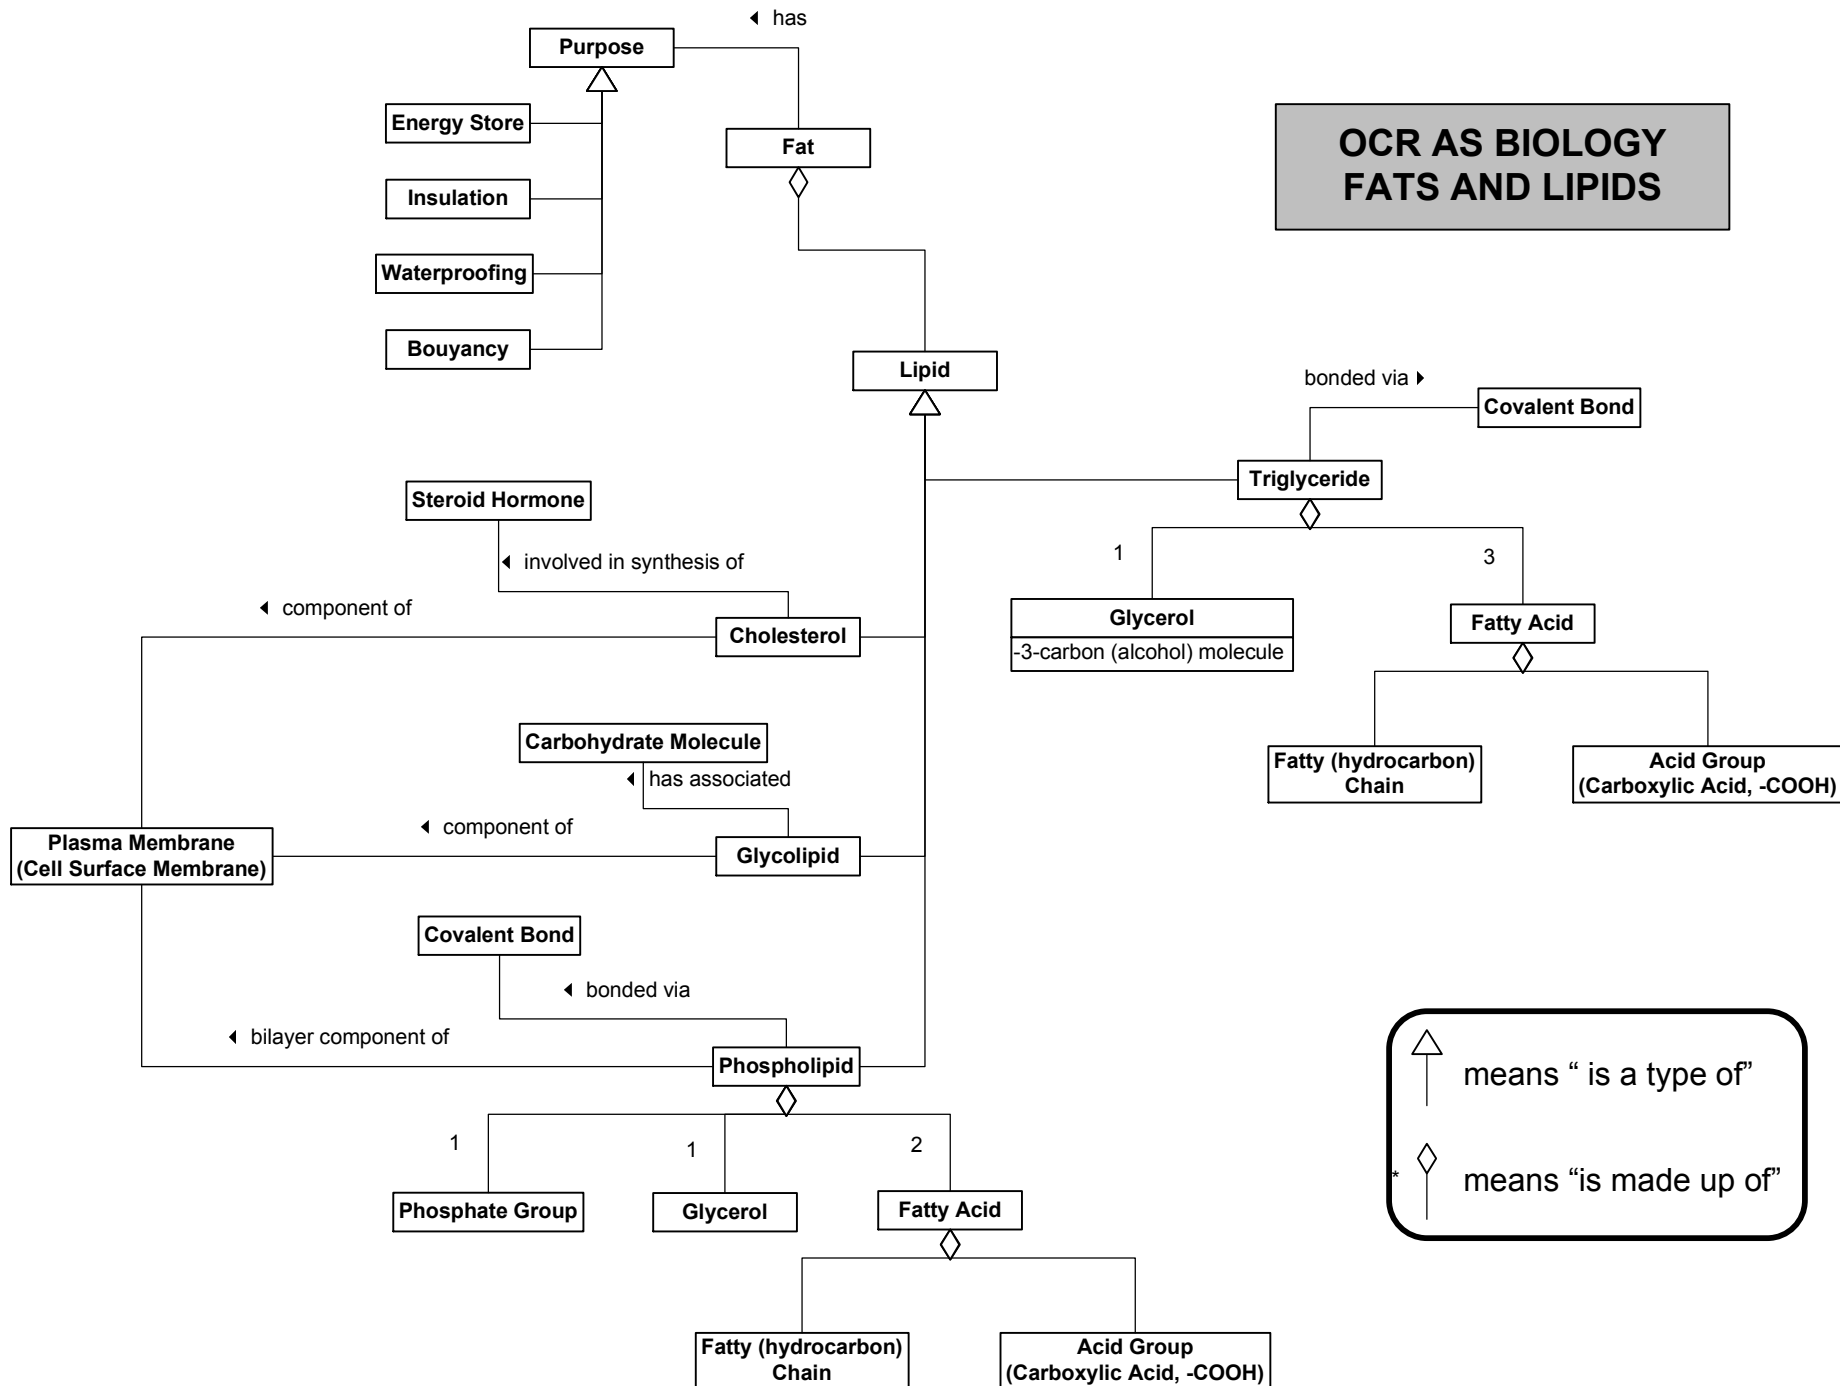 ◄ has
Purpose
Energy Store
Fat
OCR AS BIOLOGY
FATS AND LIPIDS
Insulation
Waterproofing
Bouyancy
Lipid
bonded via ►
Covalent Bond
Triglyceride
Steroid Hormone
◄ involved in synthesis of
1
3
◄ component of
Cholesterol
Glycerol
-3-carbon (alcohol) molecule
Fatty Acid
Carbohydrate Molecule
◄ has associated
Fatty (hydrocarbon)
Chain
Acid Group
(Carboxylic Acid, -COOH)
Plasma Membrane
(Cell Surface Membrane)
◄ component of
Glycolipid
Covalent Bond
◄ bonded via
◄ bilayer component of
Phospholipid
means “ is a type of”
1
1
2
* means “is made up of”
Phosphate Group
Glycerol
Fatty Acid
Fatty (hydrocarbon)
Chain
Acid Group
(Carboxylic Acid, -COOH)